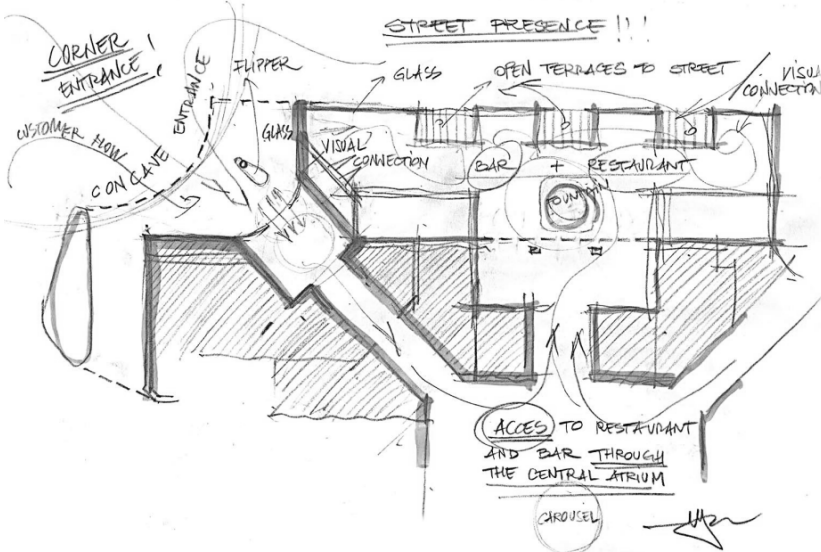 STREET PRESENCE !!!
CORNER
ENTRANCE !
FLIPPER
GLASS
OPEN TERRACES TO STREET
VISUAL
CONNECTION
CUSTOMER FLOW
CONCAVE ENTRANCE
GLASS
VISUAL
CONNECTION
BAR + RESTAURANT
ACCES TO RESTAURANT
AND BAR THROUGH
THE CENTRAL ATRIUM
CAROUSEL